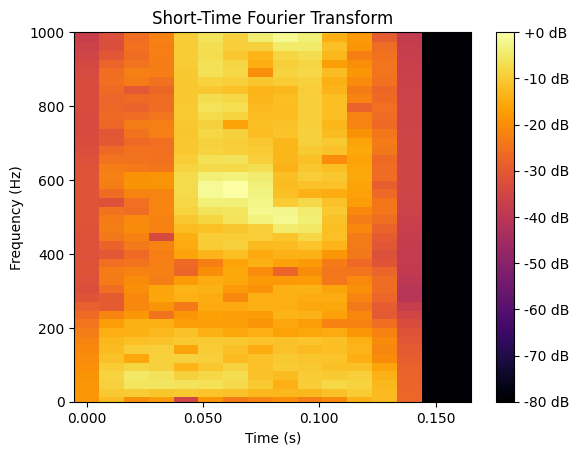 Short-Time Fourier Transform
1000
800
600
400
200
0
Frequency (Hz)
0.000
0.050
0.100
0.150
Time (s)
+0 dB
-10 dB
-20 dB
-30 dB
-40 dB
-50 dB
-60 dB
-70 dB
-80 dB